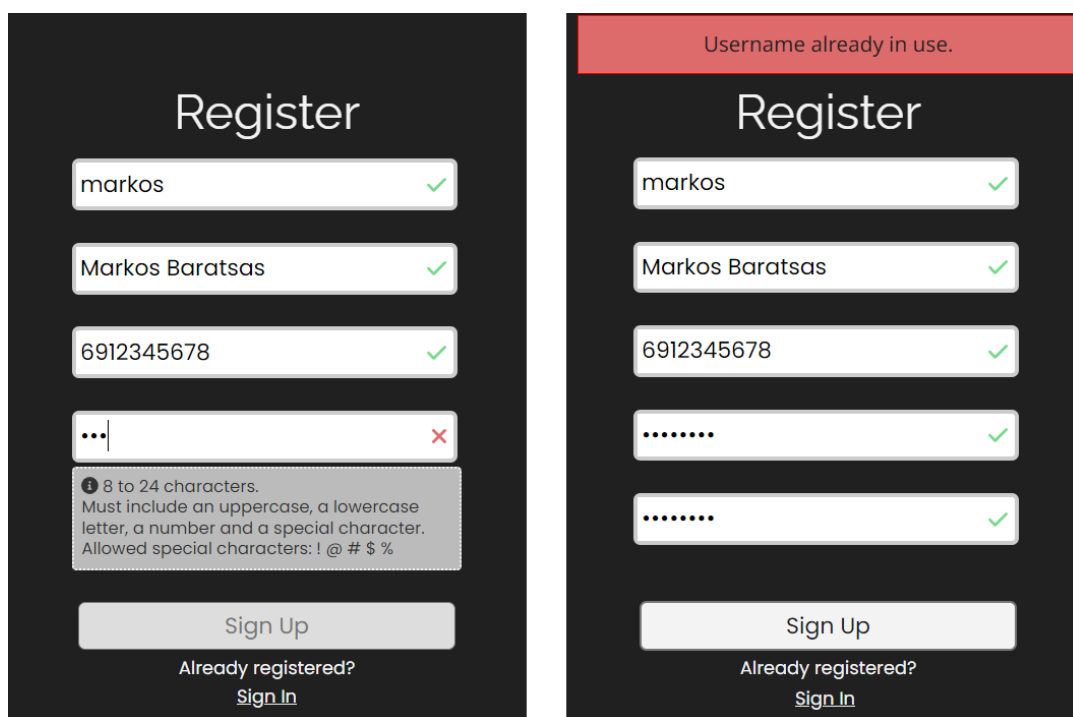 Register
markos
Markos Baratsas
6912345678
•••
8 to 24 characters.
Must include an uppercase, a lowercase
letter, a number and a special character.
Allowed special characters: ! @ # $ %
Sign Up
Already registered?
Sign In
Username already in use.
Register
markos
Markos Baratsas
6912345678
••••••••
••••••••
Sign Up
Already registered?
Sign In